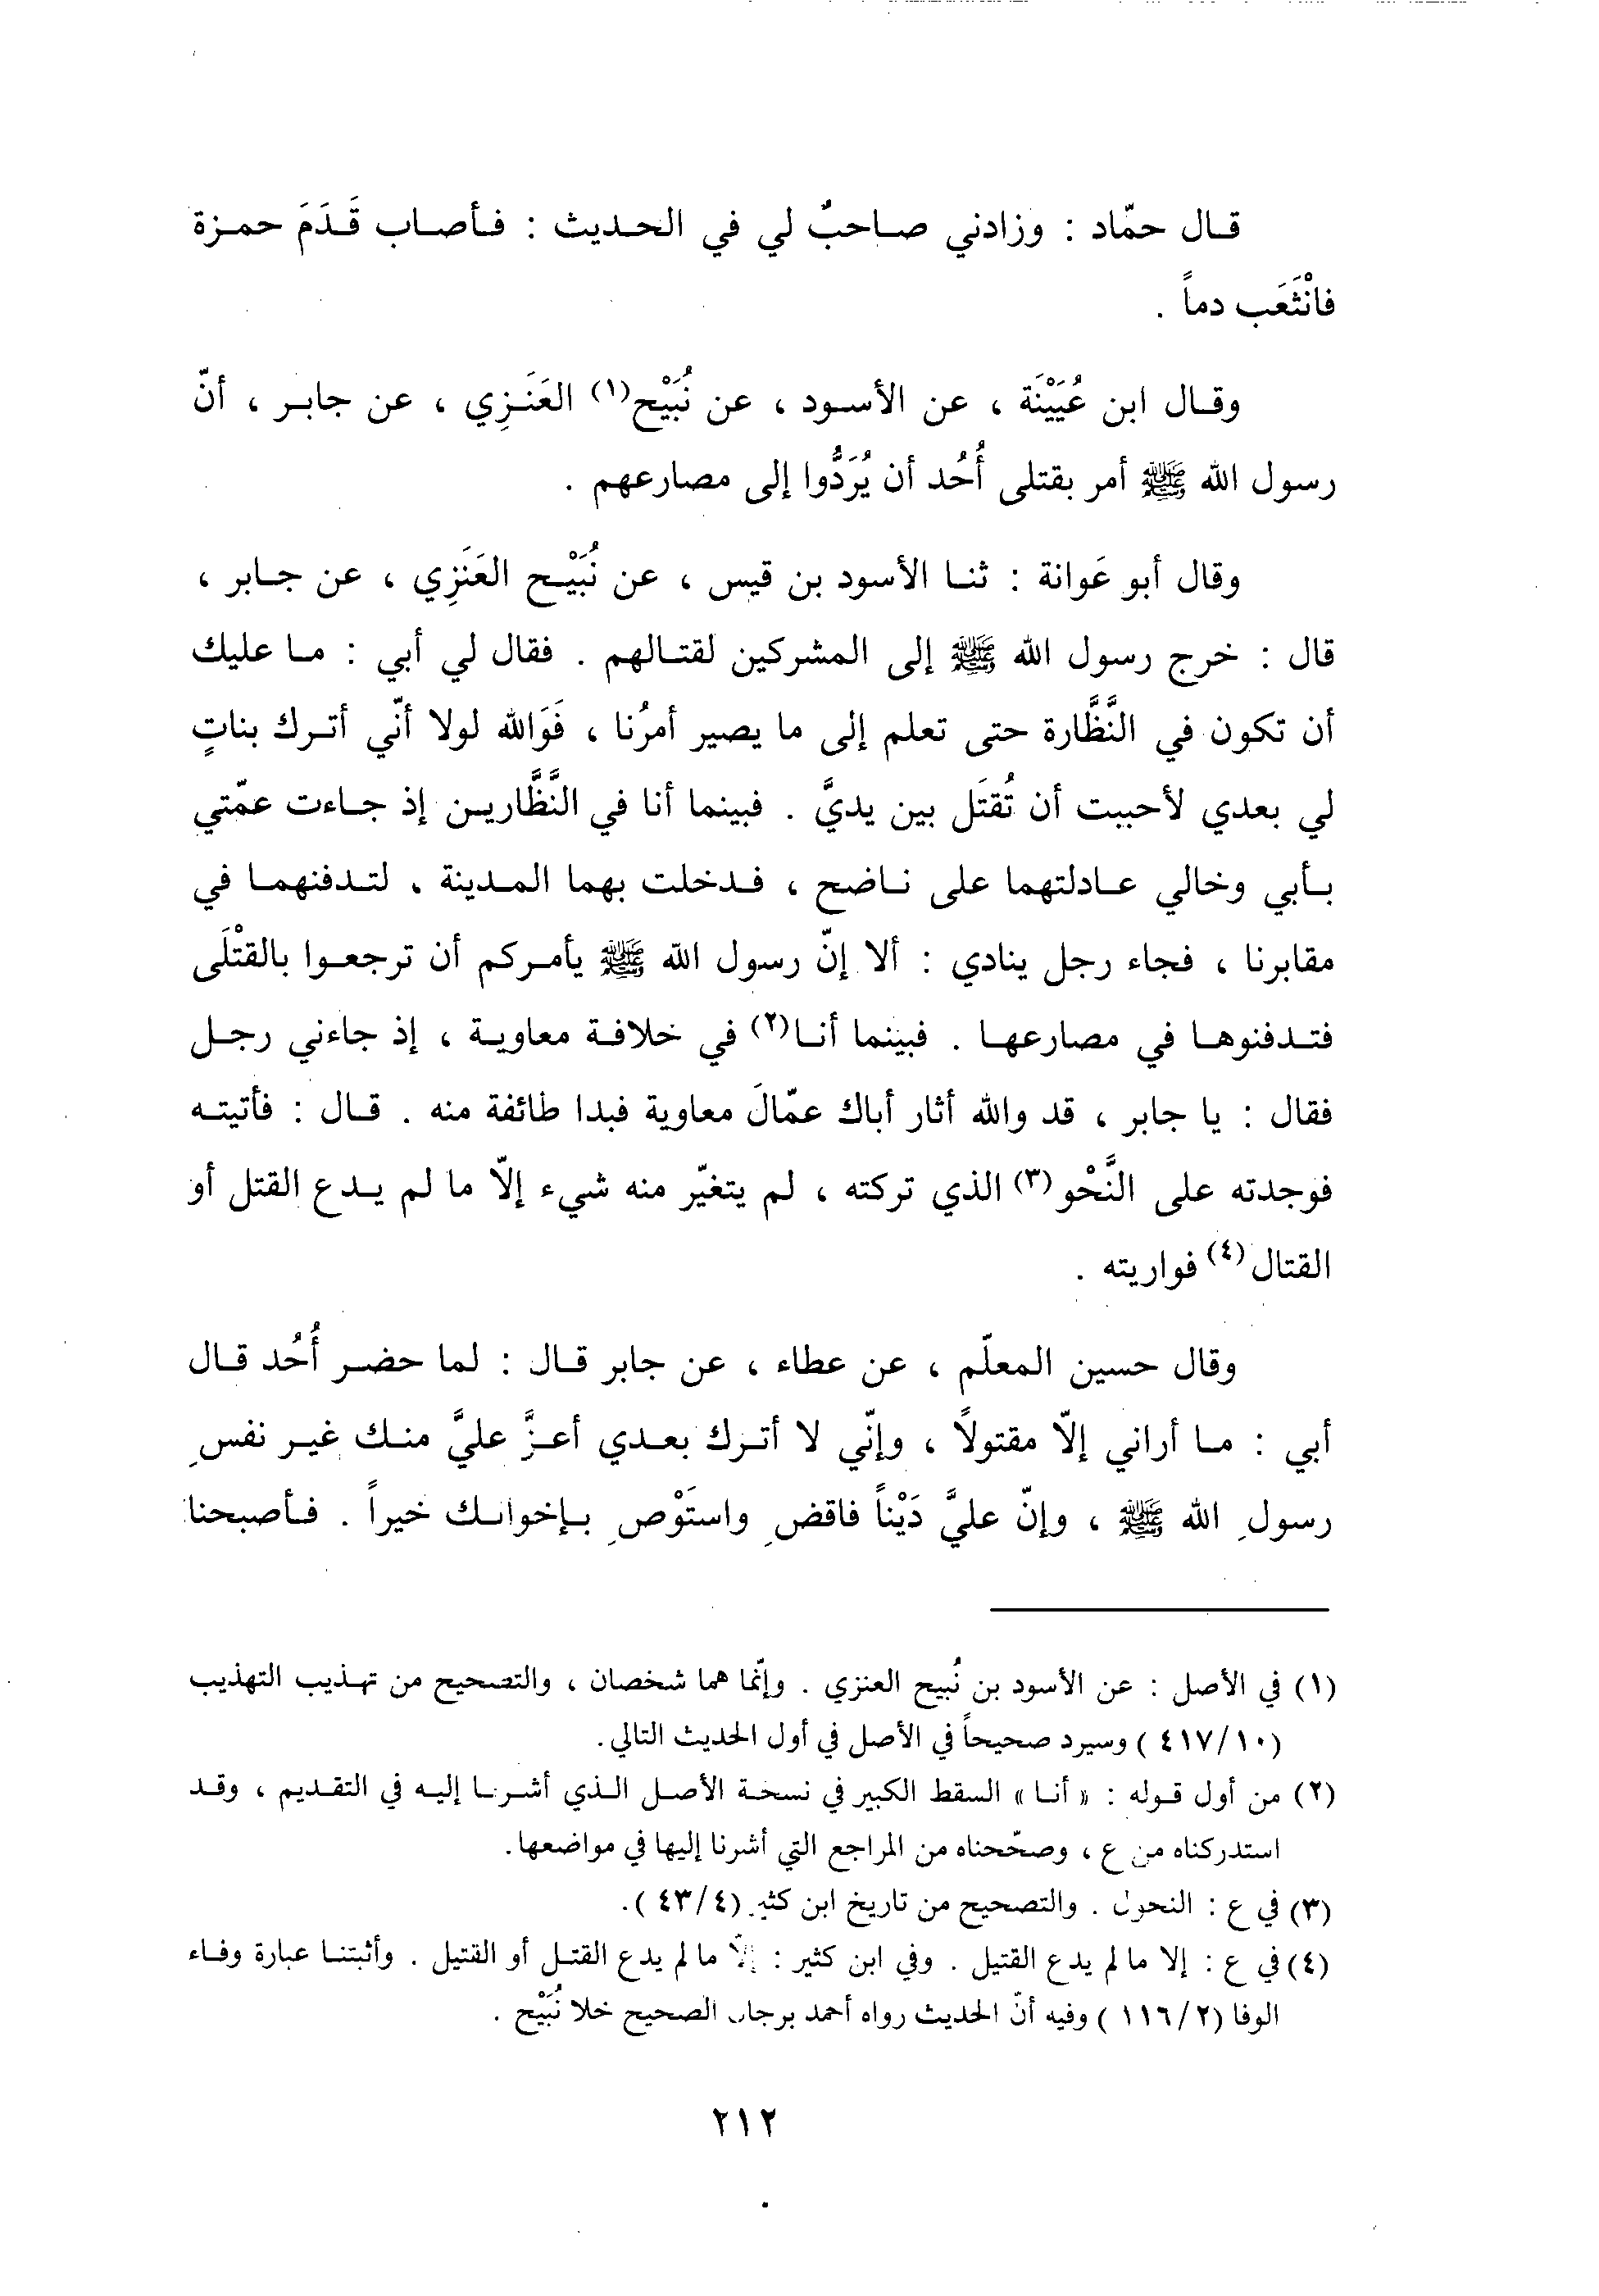 قال حمّاد : وزادني صاحبٌ لي في الحديث : فأصاب قَدَمَ حمزة
فانْثَعَب دماً .
وقال ابن عُيَيْنَة ، عن الأسود ، عن نُبَيْح(١) العَنَزِي ، عن جابر ، أنّ
رسول الله ﷺ أمر بقتلى أُحُد أن يُرَدُّوا إلى مصارعهم .
وقال أبو عَوانة : ثنا الأسود بن قيس ، عن نُبَيْح العَنَزِي ، عن جابر ،
قال : خرج رسول الله ﷺ إلى المشركين لقتالهم . فقال لي أبي : ما عليك
أن تكون في النَّظَّارة حتى تعلم إلى ما يصير أمرُنا ، فَوَالله لولا أنّي أترك بناتٍ
لي بعدي لأحببت أن تُقتَل بين يديَّ . فبينما أنا في النَّظَّارين إذ جاءت عمّتي
بأبي وخالي عادلتهما على ناضح ، فدخلت بهما المدينة ، لتدفنهما في
مقابرنا ، فجاء رجل ينادي : ألا إنّ رسول الله ﷺ يأمركم أن ترجعوا بالقتْلَى
فتدفنوها في مصارعها . فبينما أنا(٢) في خلافة معاوية ، إذ جاءني رجل
فقال : يا جابر ، قد والله أثار أباك عمّالَ معاوية فبدا طائفة منه . قال : فأتيته
فوجدته على النَّحْو(٣) الذي تركته ، لم يتغيّر منه شيء إلّا ما لم يدع القتل أو
القتال(٤) فواريته .
وقال حسين المعلّم ، عن عطاء ، عن جابر قال : لما حضر أُحُد قال
أبي : ما أراني إلّا مقتولاً ، وإنّي لا أترك بعدي أعزَّ عليَّ منك غير نفسِ
رسولِ الله ﷺ ، وإنّ عليَّ دَيْناً فاقضِ واستَوْصِ بإخوانك خيراً . فأصبحنا
(١) في الأصل : عن الأسود بن نُبيح العنزي . وإنّما هما شخصان ، والتصحيح من تهذيب التهذيب
(٤١٧/١٠) وسيرد صحيحاً في الأصل في أول الحديث التالي.
(٢) من أول قوله : « أنا » السقط الكبير في نسخة الأصل الذي أشرنا إليه في التقديم ، وقد
استدركناه من ع ، وصحّحناه من المراجع التي أشرنا إليها في مواضعها.
(٣) في ع : النحول . والتصحيح من تاريخ ابن كثير (٤٣/٤).
(٤) في ع : إلا ما لم يدع القتيل . وفي ابن كثير : إلّا ما لم يدع القتل أو القتيل . وأثبتنا عبارة وفاء
الوفا (١١٦/٢) وفيه أنّ الحديث رواه أحمد برجال الصحيح خلا نُبَيْح .
٢١٢